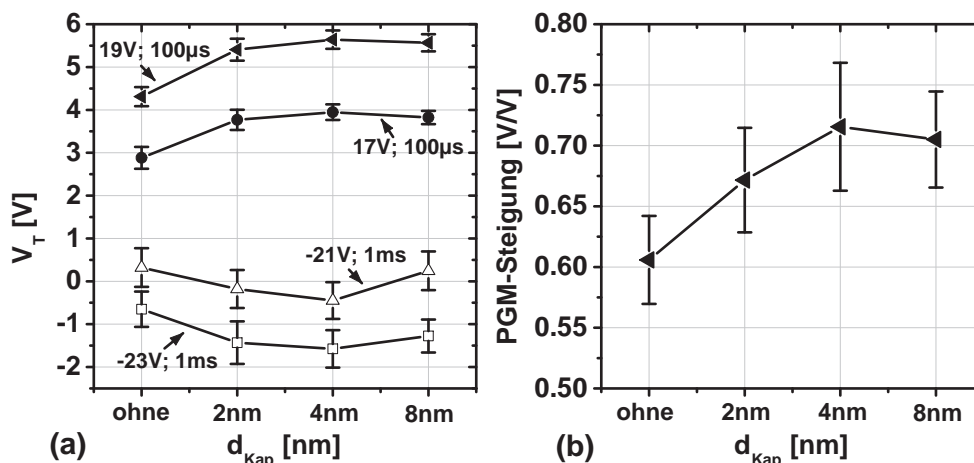 6
5
4
3
2
1
0
-1
-2
V_T [V]
19V; 100µs
17V; 100µs
-21V; 1ms
-23V; 1ms
ohne 2nm 4nm 8nm
(a) d_Kap [nm]
0.80
0.75
0.70
0.65
0.60
0.55
0.50
PGM-Steigung [V/V]
ohne 2nm 4nm 8nm
(b) d_Kap [nm]